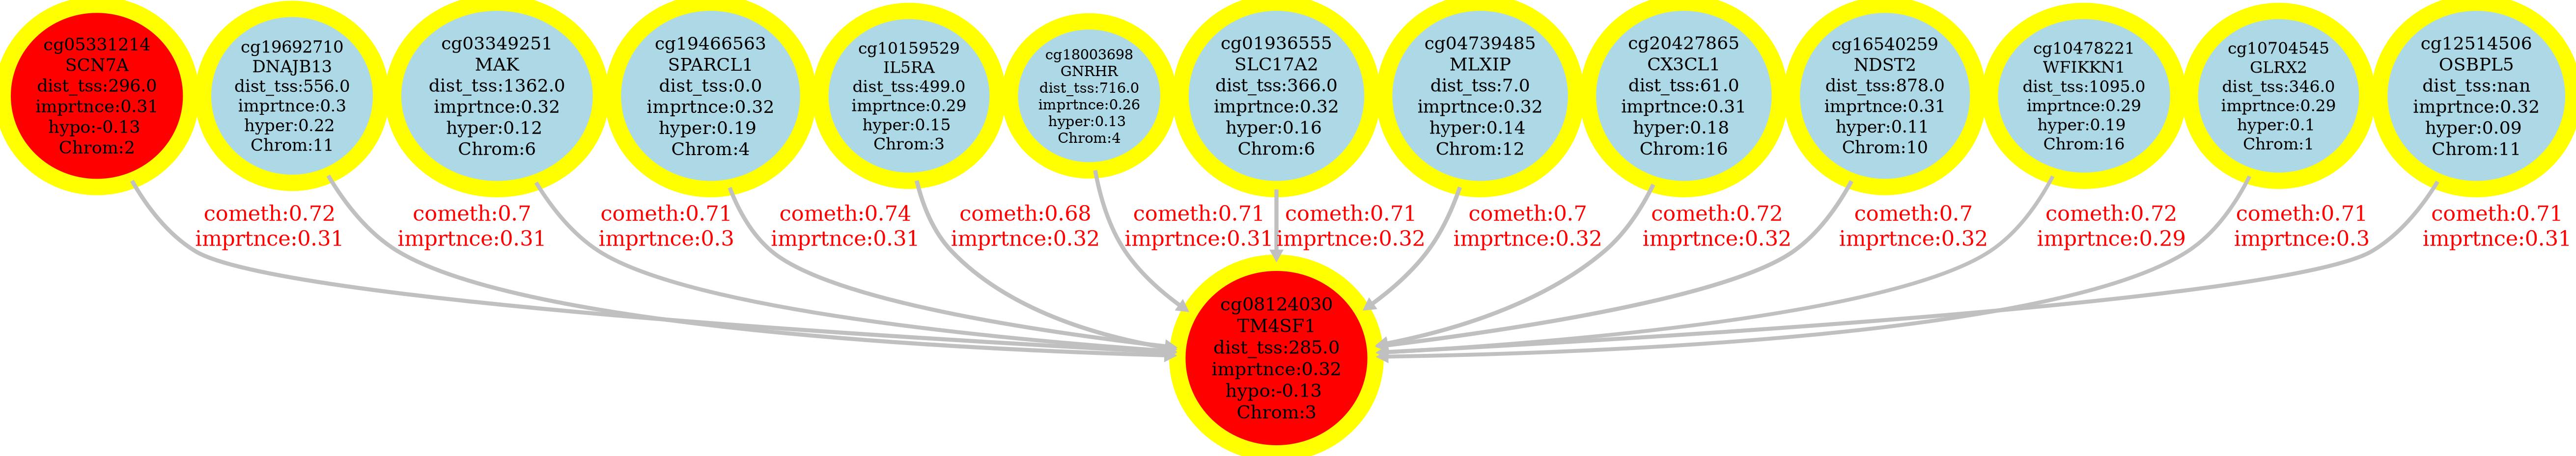 cg05331214
SCN7A
dist_tss:296.0
imprtnce:0.31
hypo:-0.13
Chrom:2
cg19692710
DNAJB13
dist_tss:556.0
imprtnce:0.3
hyper:0.22
Chrom:11
cg03349251
MAK
dist_tss:1362.0
imprtnce:0.32
hyper:0.12
Chrom:6
cg19466563
SPARCL1
dist_tss:0.0
imprtnce:0.32
hyper:0.19
Chrom:4
cg10159529
IL5RA
dist_tss:499.0
imprtnce:0.29
hyper:0.15
Chrom:3
cg18003698
GNRHR
dist_tss:716.0
imprtnce:0.26
hyper:0.13
Chrom:4
cg01936555
SLC17A2
dist_tss:366.0
imprtnce:0.32
hyper:0.16
Chrom:6
cg04739485
MLXIP
dist_tss:7.0
imprtnce:0.32
hyper:0.14
Chrom:12
cg20427865
CX3CL1
dist_tss:61.0
imprtnce:0.31
hyper:0.18
Chrom:16
cg16540259
NDST2
dist_tss:878.0
imprtnce:0.31
hyper:0.11
Chrom:10
cg10478221
WFIKKN1
dist_tss:1095.0
imprtnce:0.29
hyper:0.19
Chrom:16
cg10704545
GLRX2
dist_tss:346.0
imprtnce:0.29
hyper:0.1
Chrom:1
cg12514506
OSBPL5
dist_tss:nan
imprtnce:0.32
hyper:0.09
Chrom:11
cometh:0.72
imprtnce:0.31
cometh:0.7
imprtnce:0.31
cometh:0.71
imprtnce:0.3
cometh:0.74
imprtnce:0.31
cometh:0.68
imprtnce:0.32
cometh:0.71
imprtnce:0.31
cometh:0.71
imprtnce:0.32
cometh:0.7
imprtnce:0.32
cometh:0.72
imprtnce:0.32
cometh:0.7
imprtnce:0.32
cometh:0.72
imprtnce:0.29
cometh:0.71
imprtnce:0.3
cometh:0.71
imprtnce:0.31
cg08124030
TM4SF1
dist_tss:285.0
imprtnce:0.32
hypo:-0.13
Chrom:3